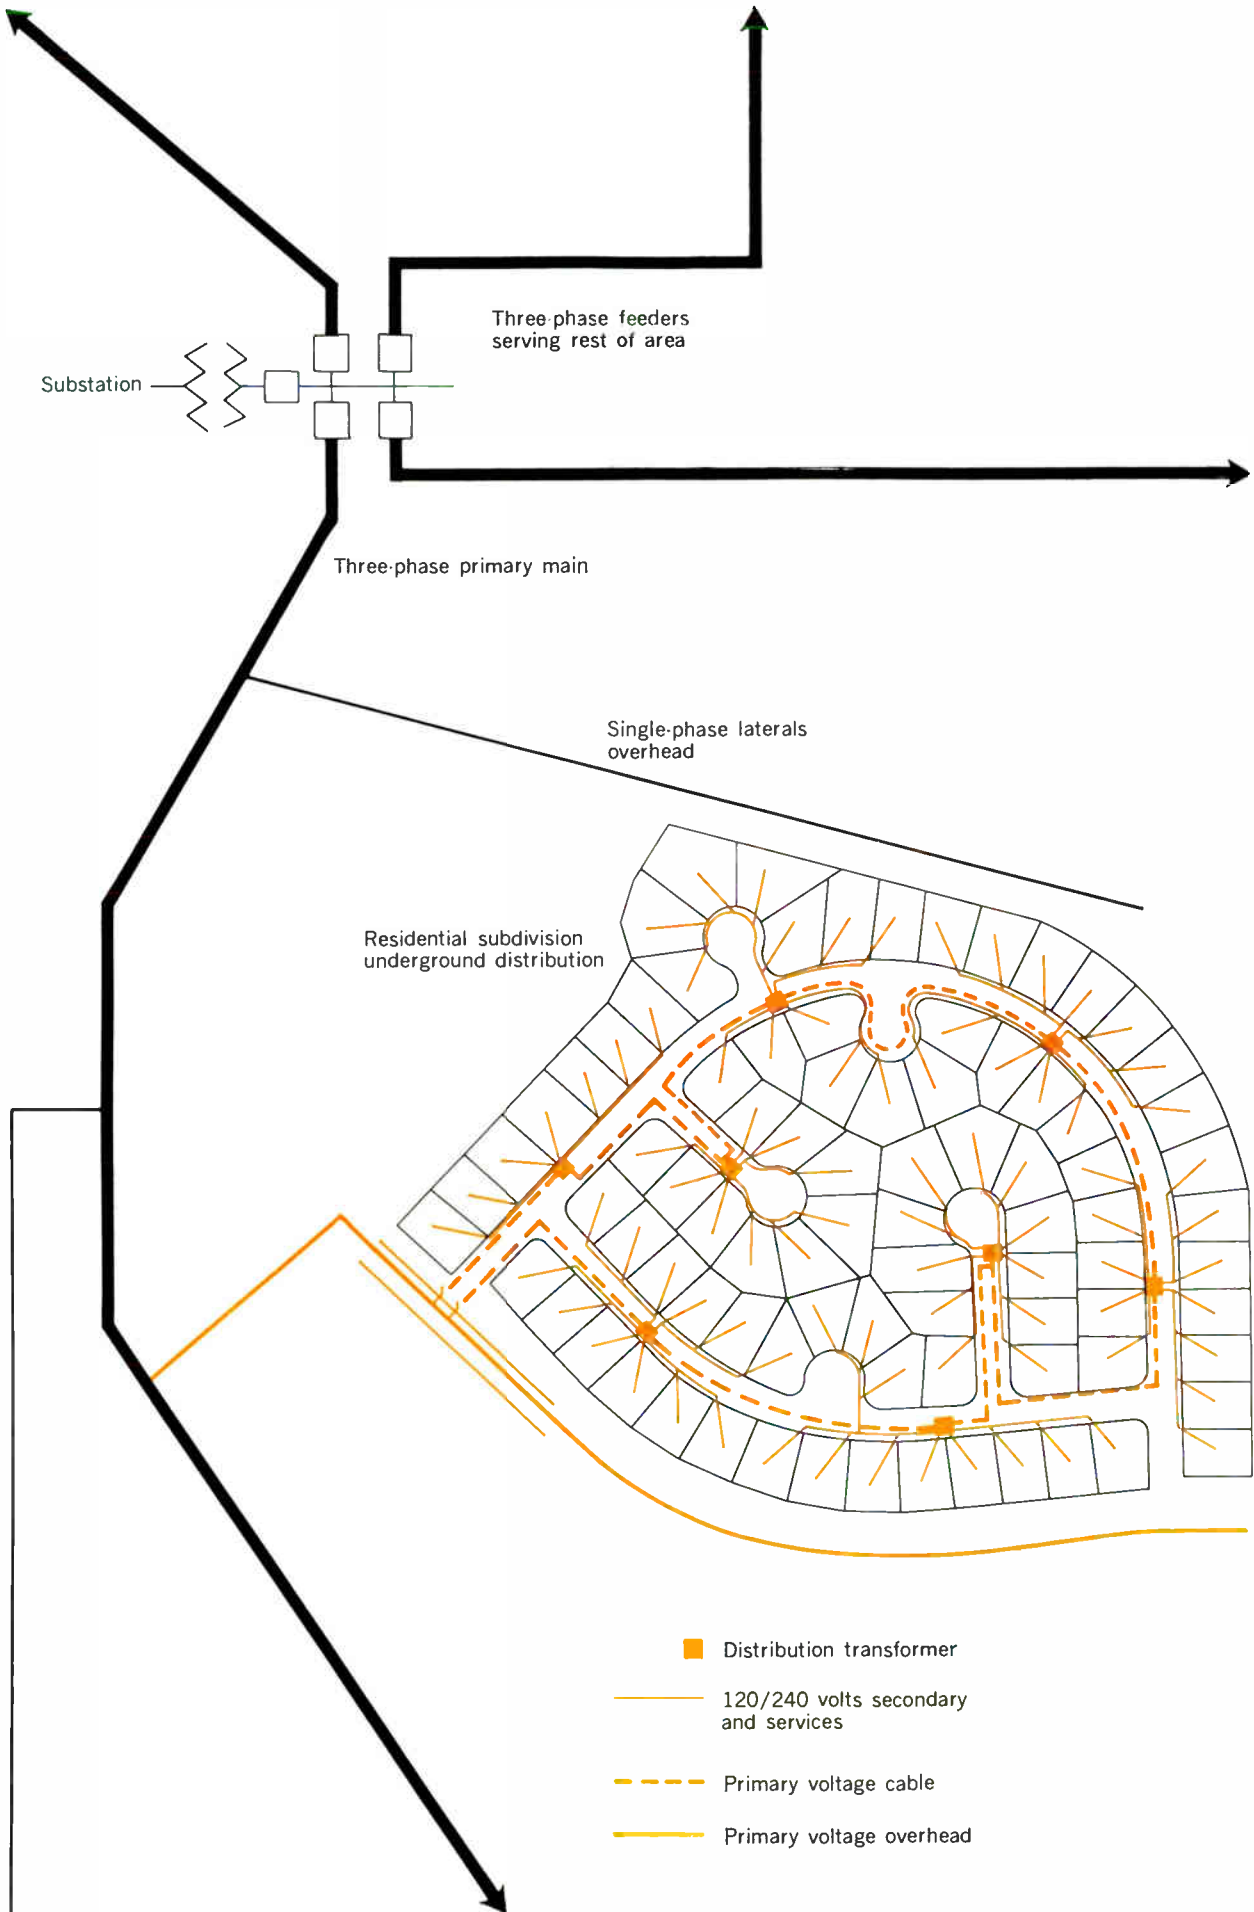 Three-phase feeders
serving rest of area
Substation
Three-phase primary main
Single-phase laterals
overhead
Residential subdivision
underground distribution
Distribution transformer
120/240 volts secondary
and services
Primary voltage cable
Primary voltage overhead